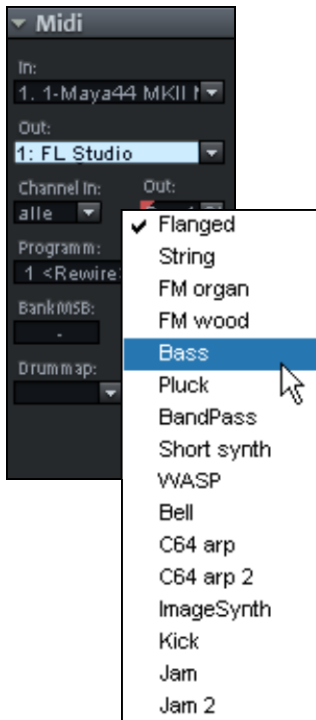 Midi
In:
1. 1-Maya44 MKII
Out:
1: FL Studio
Channel In: Out:
alle
Programm:
1 <Rewire
Bank MSB:
-
Drummap:
Flanged
String
FM organ
FM wood
Bass
Pluck
BandPass
Short synth
WASP
Bell
C64 arp
C64 arp 2
ImageSynth
Kick
Jam
Jam 2